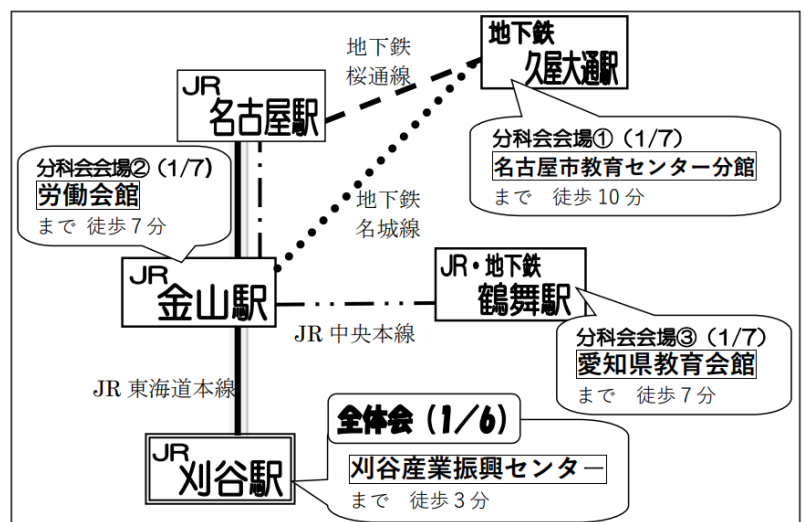 地下鉄
久屋大通駅
地下鉄
桜通線
JR
名古屋駅
分科会会場①（1/7）
名古屋市教育センター分館
まで　徒歩 10 分
分科会会場②（1/7）
労働会館
まで 徒歩７分
地下鉄
名城線
JR
金山駅
JR・地下鉄
鶴舞駅
JR 中央本線
分科会会場③（1/7）
愛知県教育会館
まで　徒歩７分
JR 東海道本線
全体会（1／6）
JR
刈谷駅
刈谷産業振興センター
まで　徒歩３分